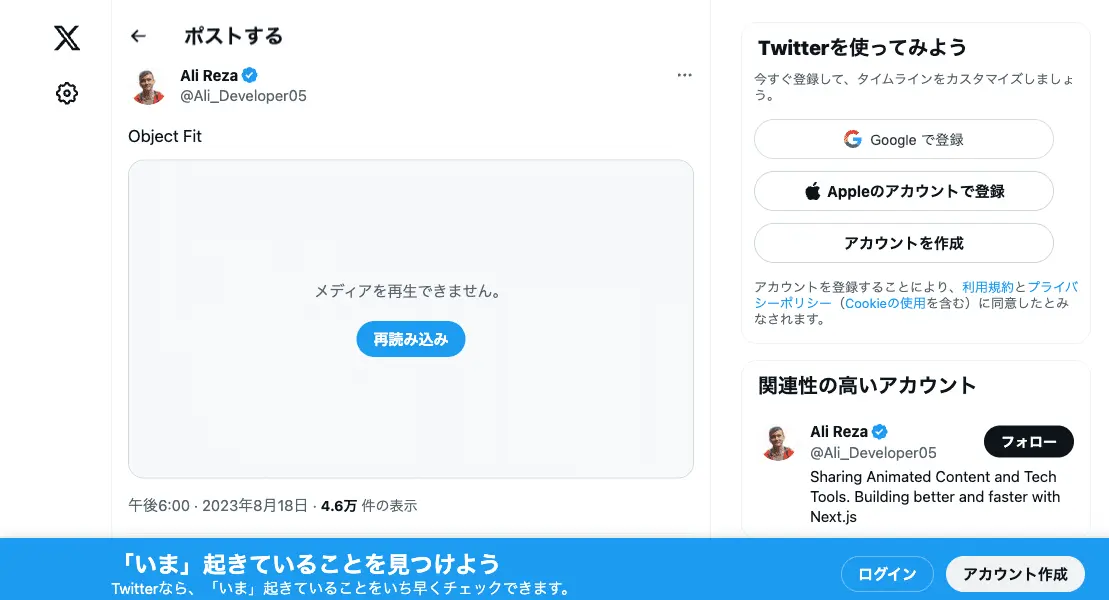 ポストする
Ali Reza
@Ali_Developer05
Object Fit
メディアを再生できません。
再読み込み
午後6:00 · 2023年8月18日 · 4.6万 件の表示
Twitterを使ってみよう
今すぐ登録して、タイムラインをカスタマイズしましょ
う。
Google で登録
Appleのアカウントで登録
アカウントを作成
アカウントを登録することにより、利用規約とプライバ
シーポリシー（Cookieの使用を含む）に同意したとみ
なされます。
関連性の高いアカウント
Ali Reza
@Ali_Developer05
フォロー
Sharing Animated Content and Tech
Tools. Building better and faster with
Next.js
「いま」起きていることを見つけよう
Twitterなら、「いま」起きていることをいち早くチェックできます。
ログイン
アカウント作成